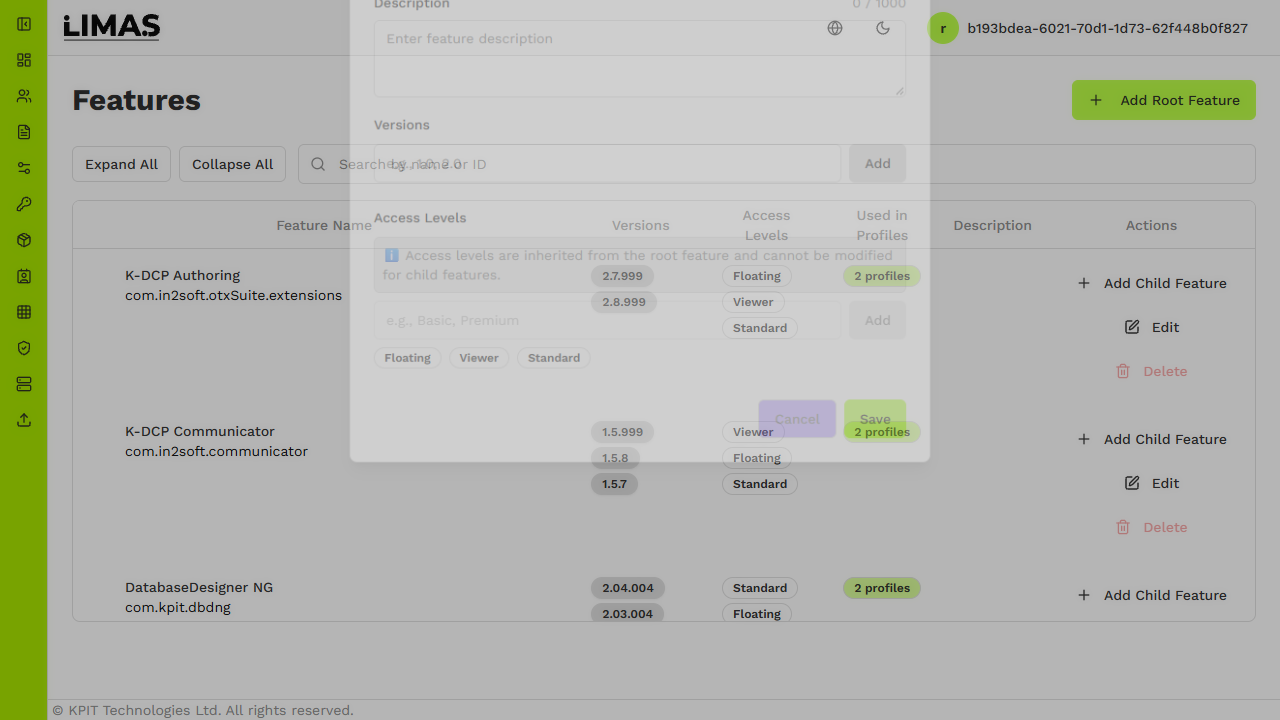 LIMAS
r
b193bdea-6021-70d1-1d73-62f448b0f827
Features
Add Root Feature
Expand All
Collapse All
Search by name or ID
Feature Name
Versions
Access Levels
Used in Profiles
Description
Actions
K-DCP Authoring
com.in2soft.otxSuite.extensions
2.7.999
2.8.999
Floating
Viewer
Standard
2 profiles
Add Child Feature
Edit
Delete
K-DCP Communicator
com.in2soft.communicator
1.5.999
1.5.8
1.5.7
Viewer
Floating
Standard
2 profiles
Add Child Feature
Edit
Delete
DatabaseDesigner NG
com.kpit.dbdng
2.04.004
2.03.004
Standard
Floating
2 profiles
Add Child Feature
Description
0 / 1000
Enter feature description
Versions
e.g., 1.0, 2.0
Add
Access Levels
ℹ️ Access levels are inherited from the root feature and cannot be modified
for child features.
e.g., Basic, Premium
Add
Floating
Viewer
Standard
Cancel
Save
© KPIT Technologies Ltd. All rights reserved.